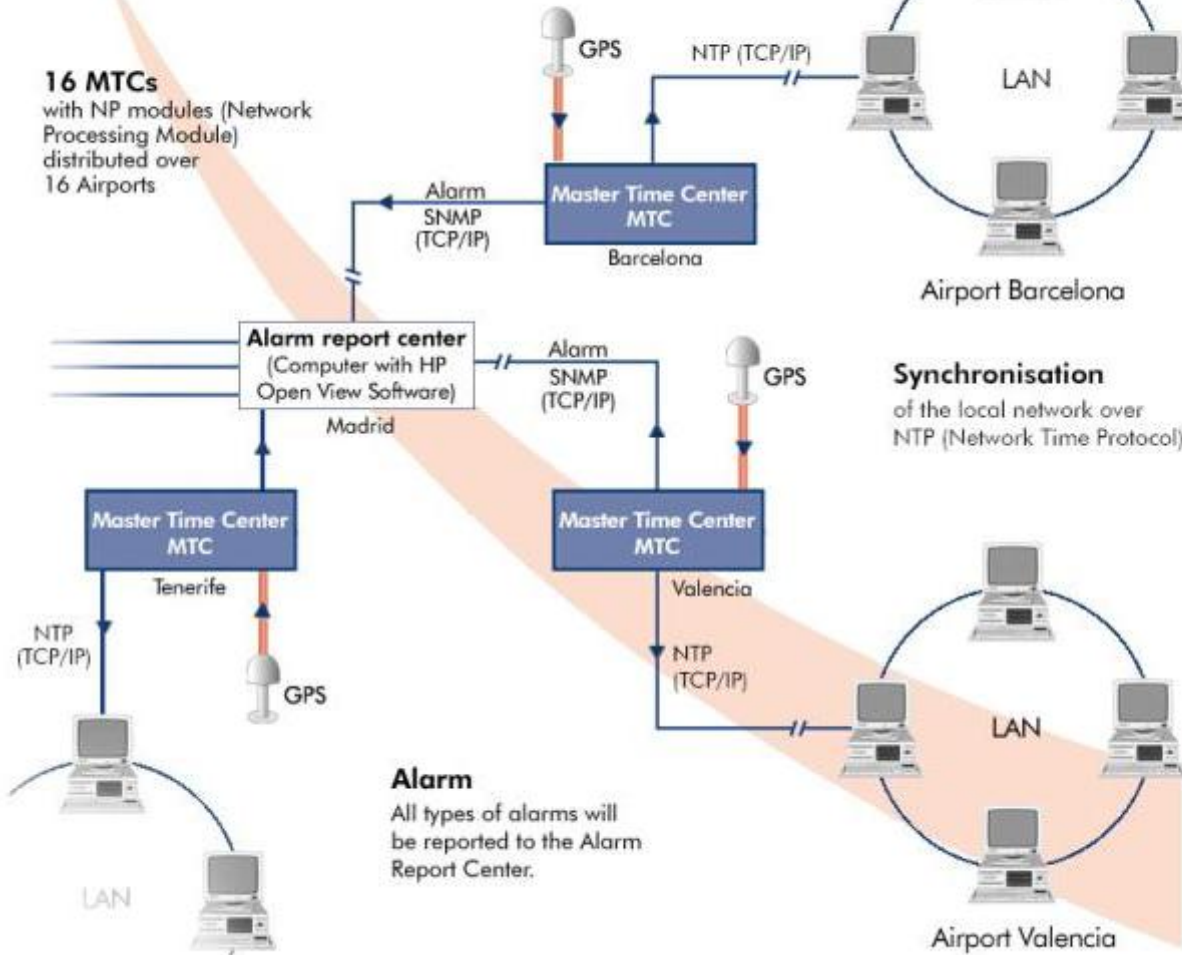 16 MTCs
with NP modules (Network
Processing Module)
distributed over
16 Airports
GPS
NTP (TCP/IP)
LAN
Alarm
SNMP
(TCP/IP)
Master Time Center
MTC
Barcelona
Airport Barcelona
Alarm report center
(Computer with HP
Open View Software)
Madrid
Alarm
SNMP
(TCP/IP)
GPS
Synchronisation
of the local network over
NTP (Network Time Protocol)
Master Time Center
MTC
Tenerife
Master Time Center
MTC
Valencia
NTP
(TCP/IP)
GPS
NTP
(TCP/IP)
LAN
Alarm
All types of alarms will
be reported to the Alarm
Report Center.
LAN
Airport Valencia